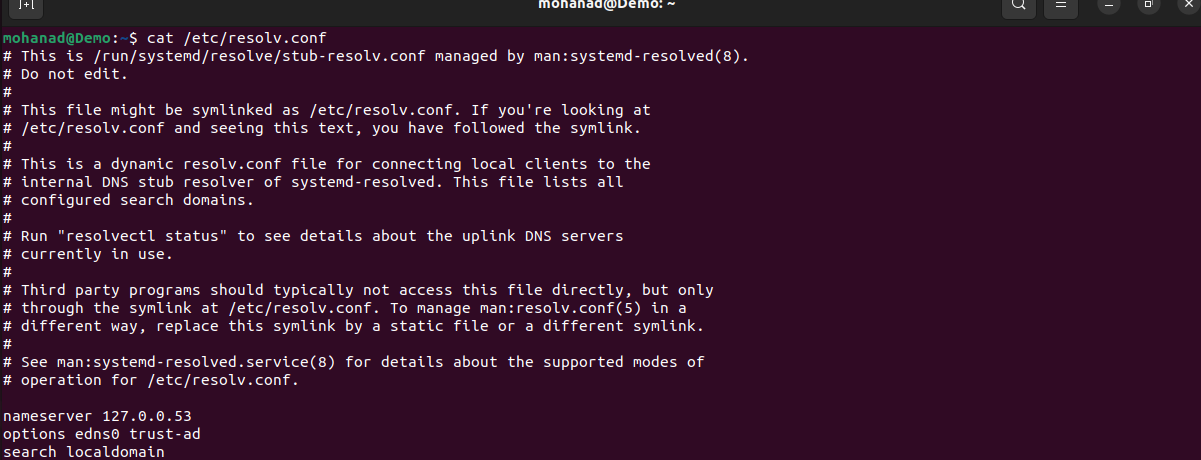 mohanad@Demo: ~
mohanad@Demo:~$ cat /etc/resolv.conf
# This is /run/systemd/resolve/stub-resolv.conf managed by man:systemd-resolved(8).
# Do not edit.
#
# This file might be symlinked as /etc/resolv.conf. If you're looking at
# /etc/resolv.conf and seeing this text, you have followed the symlink.
#
# This is a dynamic resolv.conf file for connecting local clients to the
# internal DNS stub resolver of systemd-resolved. This file lists all
# configured search domains.
#
# Run "resolvectl status" to see details about the uplink DNS servers
# currently in use.
#
# Third party programs should typically not access this file directly, but only
# through the symlink at /etc/resolv.conf. To manage man:resolv.conf(5) in a
# different way, replace this symlink by a static file or a different symlink.
#
# See man:systemd-resolved.service(8) for details about the supported modes of
# operation for /etc/resolv.conf.

nameserver 127.0.0.53
options edns0 trust-ad
search localdomain